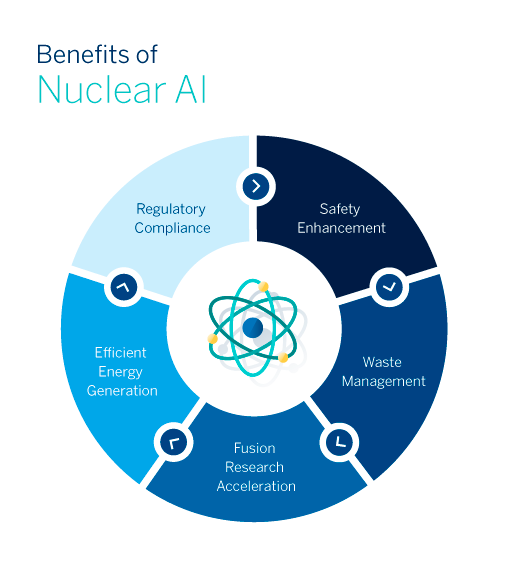 Benefits of
Nuclear AI
Regulatory
Compliance
Safety
Enhancement
Efficient
Energy
Generation
Waste
Management
Fusion
Research
Acceleration